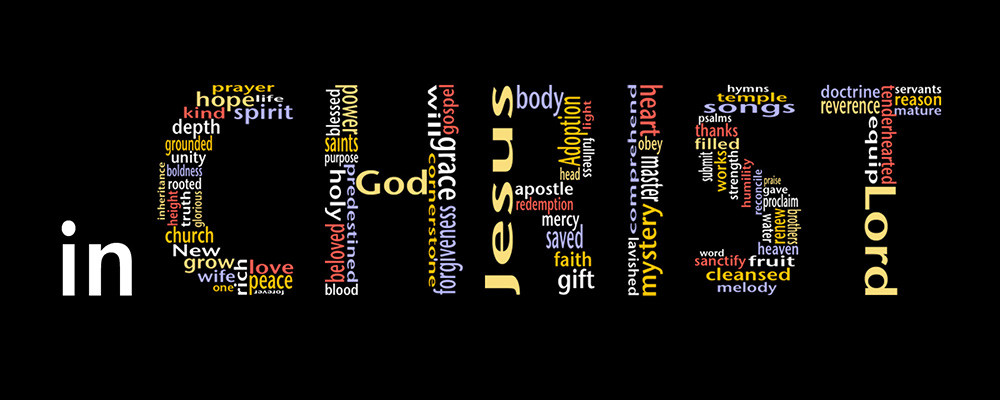 in
prayer
hope life
kind spirit
depth
grounded
unity
boldness
rooted
inheritance
height
truth
glorious
church
New
grow
wife
one
rich
love
peace
forever
blessed
power
saints
purpose
holy
predestined
beloved
blood
God
will
gospel
grace
cornerstone
forgiveness
Jesus
body
Adoption
light
fullness
head
apostle
redemption
mercy
saved
faith
gift
comprehend
heart
obey
master
mystery
lavished
hymns
temple
songs
psalms
thanks
filled
submit
works
strength
humility
reconcile
praise
gave
proclaim
water
renew
brothers
heaven
word
sanctify fruit
cleansed
melody
doctrine
reverence
tenderhearted
servants
reason
mature
equip
Lord